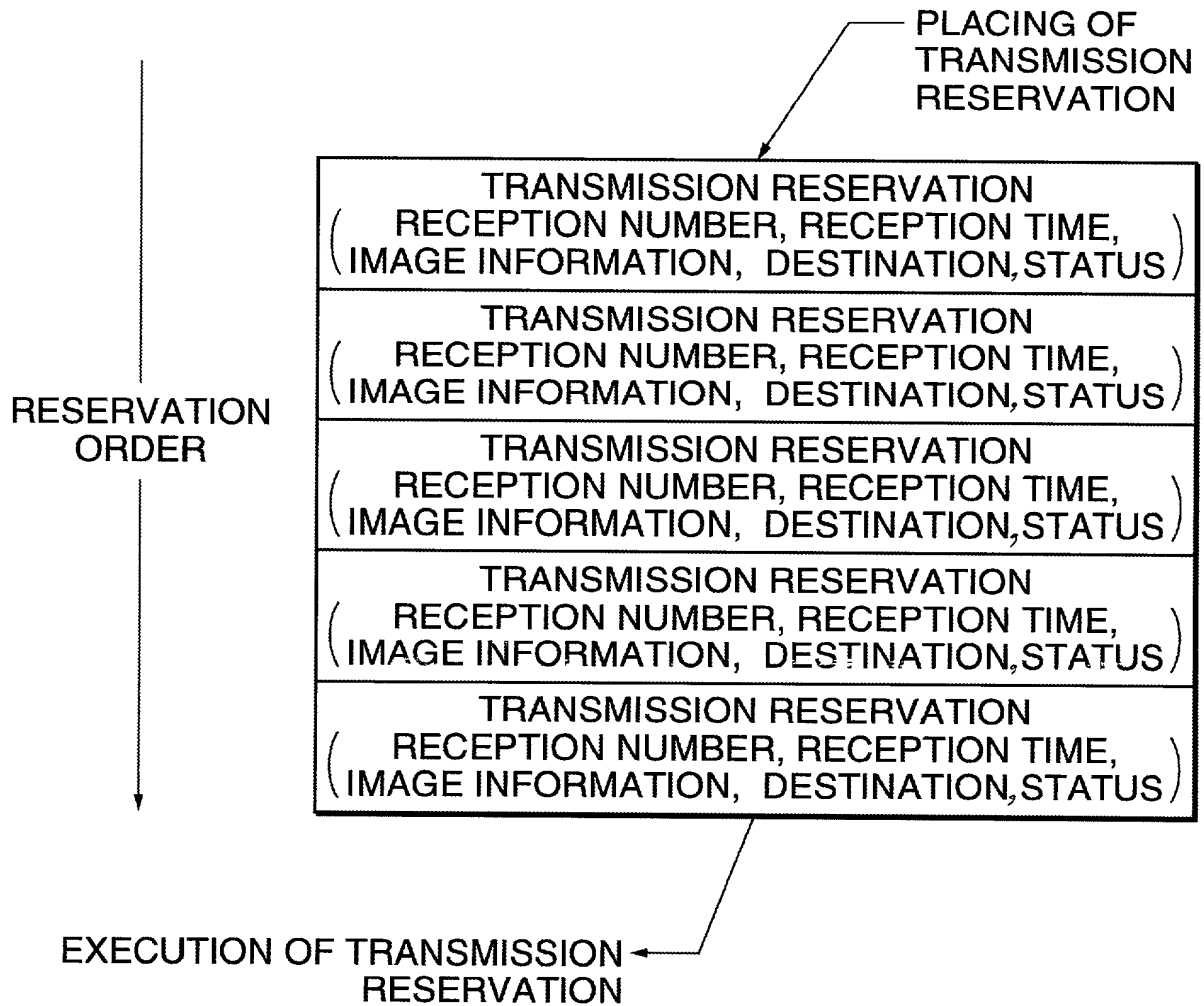 PLACING OF
TRANSMISSION
RESERVATION
TRANSMISSION RESERVATION
(RECEPTION NUMBER, RECEPTION TIME,
IMAGE INFORMATION, DESTINATION, STATUS)
TRANSMISSION RESERVATION
(RECEPTION NUMBER, RECEPTION TIME,
IMAGE INFORMATION, DESTINATION, STATUS)
RESERVATION
ORDER
TRANSMISSION RESERVATION
(RECEPTION NUMBER, RECEPTION TIME,
IMAGE INFORMATION, DESTINATION, STATUS)
TRANSMISSION RESERVATION
(RECEPTION NUMBER, RECEPTION TIME,
IMAGE INFORMATION, DESTINATION, STATUS)
TRANSMISSION RESERVATION
(RECEPTION NUMBER, RECEPTION TIME,
IMAGE INFORMATION, DESTINATION, STATUS)
EXECUTION OF TRANSMISSION
RESERVATION